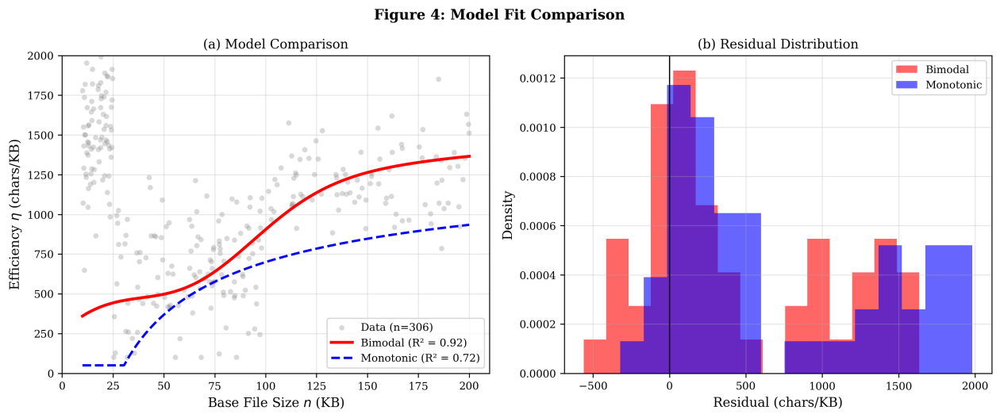 Figure 4: Model Fit Comparison
(a) Model Comparison
2000
1750
1500
1250
1000
750
500
250
0
0 25 50 75 100 125 150 175 200
Efficiency η (chars/KB)
Base File Size n (KB)
Data (n=306)
Bimodal (R² = 0.92)
Monotonic (R² = 0.72)
(b) Residual Distribution
0.0012
0.0010
0.0008
0.0006
0.0004
0.0002
0.0000
−500 0 500 1000 1500 2000
Density
Residual (chars/KB)
Bimodal
Monotonic